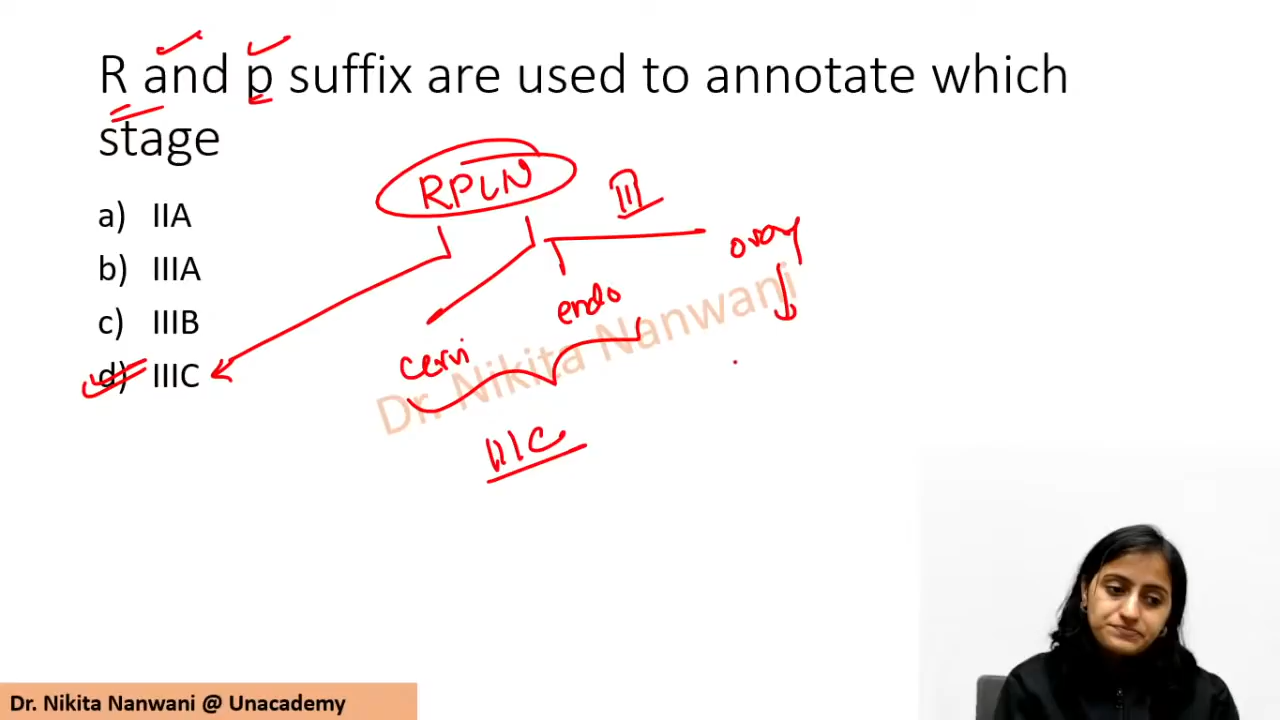 R and p suffix are used to annotate which
stage
RPLN
III
a) IIA
ovary
b) IIIA
endo
c) IIIB
cervi
d) IIIC
IIIC
Dr. Nikita Nanwani
Dr. Nikita Nanwani @ Unacademy